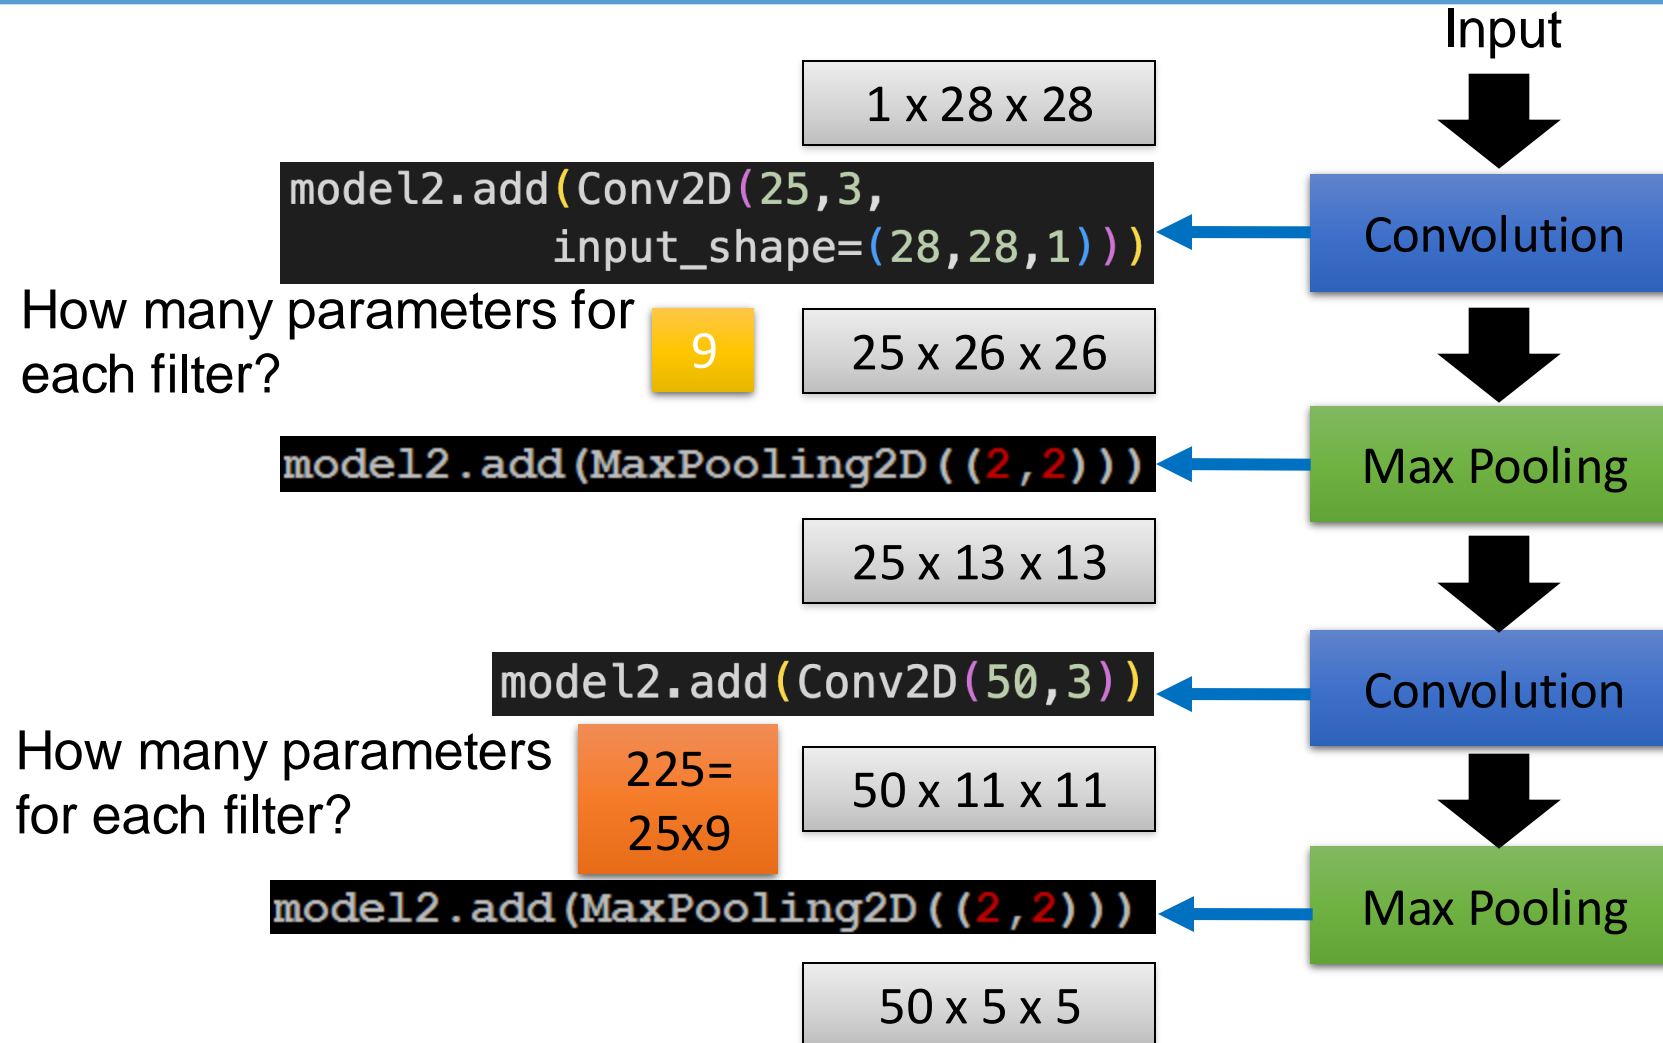 Input
1 x 28 x 28
model2.add(Conv2D(25,3,
input_shape=(28,28,1)))
Convolution
How many parameters for
each filter?
9
25 x 26 x 26
model2.add(MaxPooling2D((2,2)))
Max Pooling
25 x 13 x 13
model2.add(Conv2D(50,3))
Convolution
How many parameters
for each filter?
225=
25x9
50 x 11 x 11
model2.add(MaxPooling2D((2,2)))
Max Pooling
50 x 5 x 5